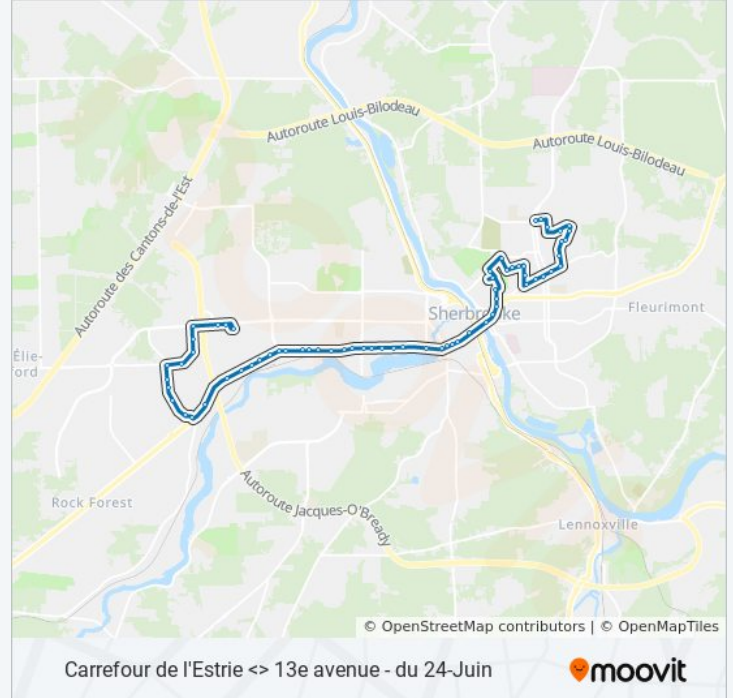 Autoroute Louis-Bilodeau
Autoroute Louis-Bilodeau
Autoroute des Cantons-de-l'Est
Sherbrooke
Fleurimont
Élie-
ford
Rock Forest
Autoroute Jacques-O'Bready
Lennoxville
© OpenStreetMap contributors | © OpenMapTiles
Carrefour de l'Estrie <> 13e avenue - du 24-Juin
moovit